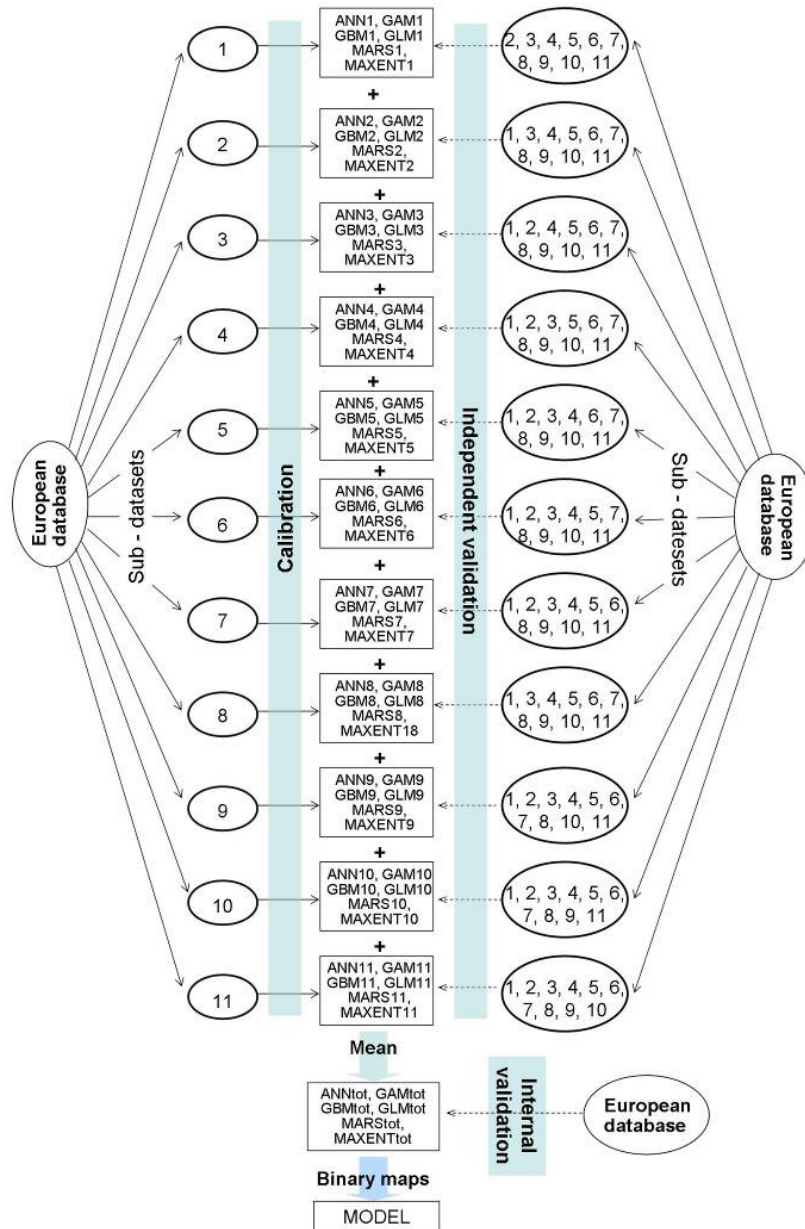 1
ANN1, GAM1
GBM1, GLM1
MARS1,
MAXENT1
2, 3, 4, 5, 6, 7,
8, 9, 10, 11
+
2
ANN2, GAM2
GBM2, GLM2
MARS2,
MAXENT2
1, 3, 4, 5, 6, 7,
8, 9, 10, 11
+
3
ANN3, GAM3
GBM3, GLM3
MARS3,
MAXENT3
1, 2, 4, 5, 6, 7,
8, 9, 10, 11
+
4
ANN4, GAM4
GBM4, GLM4
MARS4,
MAXENT4
1, 2, 3, 5, 6, 7,
8, 9, 10, 11
+
5
ANN5, GAM5
GBM5, GLM5
MARS5,
MAXENT5
1, 2, 3, 4, 6, 7,
8, 9, 10, 11
+
European
database
Sub - datasets
Calibration
6
ANN6, GAM6
GBM6, GLM6
MARS6,
MAXENT6
Independent validation
1, 2, 3, 4, 5, 7,
8, 9, 10, 11
Sub - datesets
European
database
+
7
ANN7, GAM7
GBM7, GLM7
MARS7,
MAXENT7
1, 2, 3, 4, 5, 6
8, 9, 10, 11
+
8
ANN8, GAM8
GBM8, GLM8
MARS8,
MAXENT18
1, 3, 4, 5, 6, 7,
8, 9, 10, 11
+
9
ANN9, GAM9
GBM9, GLM9
MARS9,
MAXENT9
1, 2, 3, 4, 5, 6,
7, 8, 10, 11
+
10
ANN10, GAM10
GBM10, GLM10
MARS10,
MAXENT10
1, 2, 3, 4, 5, 6
7, 8, 9, 11
+
11
ANN11, GAM11
GBM11, GLM11
MARS11,
MAXENT11
1, 2, 3, 4, 5, 6,
7, 8, 9, 10
Mean
ANNtot, GAMtot
GBMtot, GLMtot
MARStot,
MAXENTtot
Internal
validation
European
database
Binary maps
MODEL